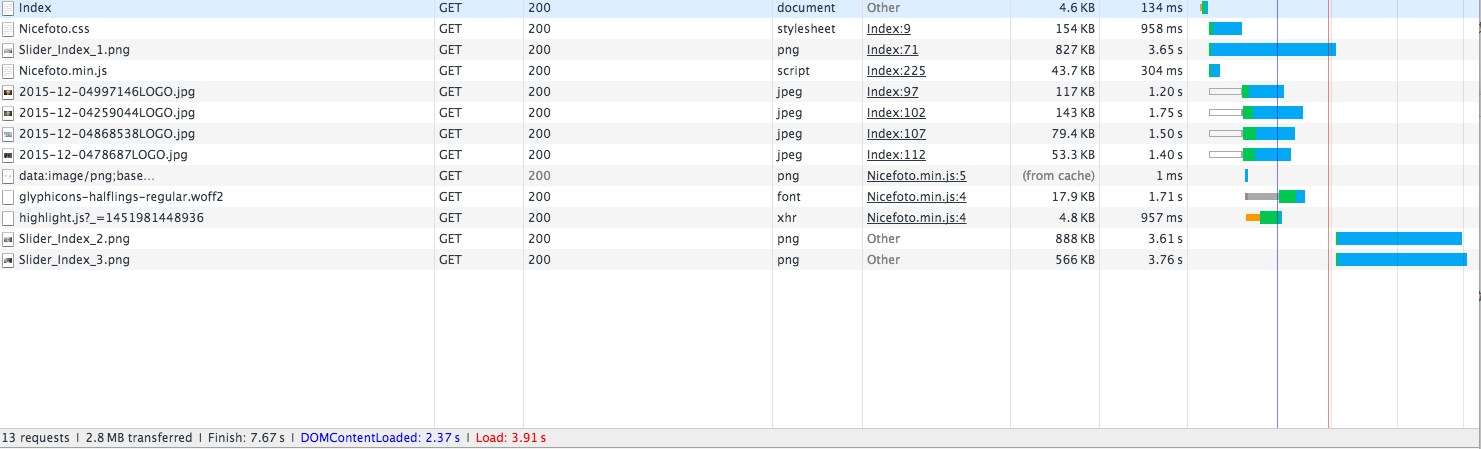 Index GET 200 document Other 4.6 KB 134 ms
Nicefoto.css GET 200 stylesheet Index:9 154 KB 958 ms
Slider_Index_1.png GET 200 png Index:71 827 KB 3.65 s
Nicefoto.min.js GET 200 script Index:225 43.7 KB 304 ms
2015-12-04997146LOGO.jpg GET 200 jpeg Index:97 117 KB 1.20 s
2015-12-04259044LOGO.jpg GET 200 jpeg Index:102 143 KB 1.75 s
2015-12-04868538LOGO.jpg GET 200 jpeg Index:107 79.4 KB 1.50 s
2015-12-0478687LOGO.jpg GET 200 jpeg Index:112 53.3 KB 1.40 s
data:image/png;base... GET 200 png Nicefoto.min.js:5 (from cache) 1 ms
glyphicons-halflings-regular.woff2 GET 200 font Nicefoto.min.js:4 17.9 KB 1.71 s
highlight.js?_=1451981448936 GET 200 xhr Nicefoto.min.js:4 4.8 KB 957 ms
Slider_Index_2.png GET 200 png Other 888 KB 3.61 s
Slider_Index_3.png GET 200 png Other 566 KB 3.76 s
13 requests | 2.8 MB transferred | Finish: 7.67 s | DOMContentLoaded: 2.37 s | Load: 3.91 s